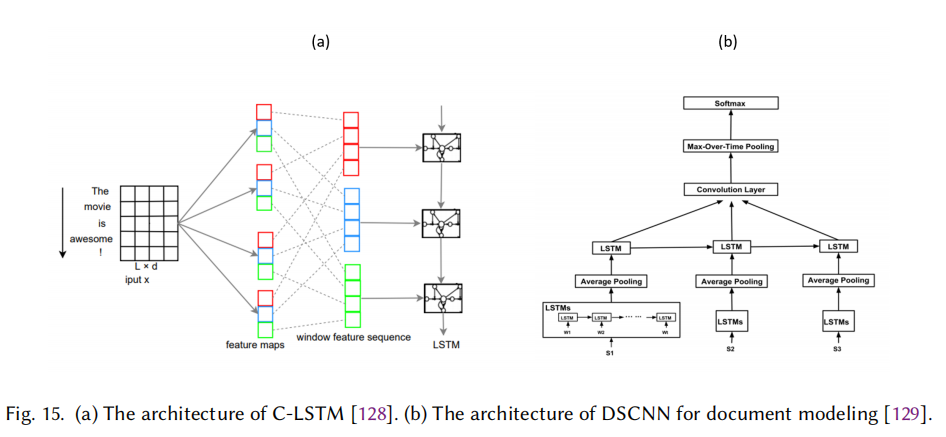 (a)
The
movie
is
awesome
!
L × d
iput x
feature maps
window feature sequence
LSTM
(b)
Softmax
Max-Over-Time Pooling
Convolution Layer
LSTM
LSTM
LSTM
Average Pooling
Average Pooling
Average Pooling
LSTMs
LSTM
LSTM
......
LSTM
W1
W2
Wt
LSTMs
LSTMs
S1
S2
S3
Fig. 15. (a) The architecture of C-LSTM [128]. (b) The architecture of DSCNN for document modeling [129].